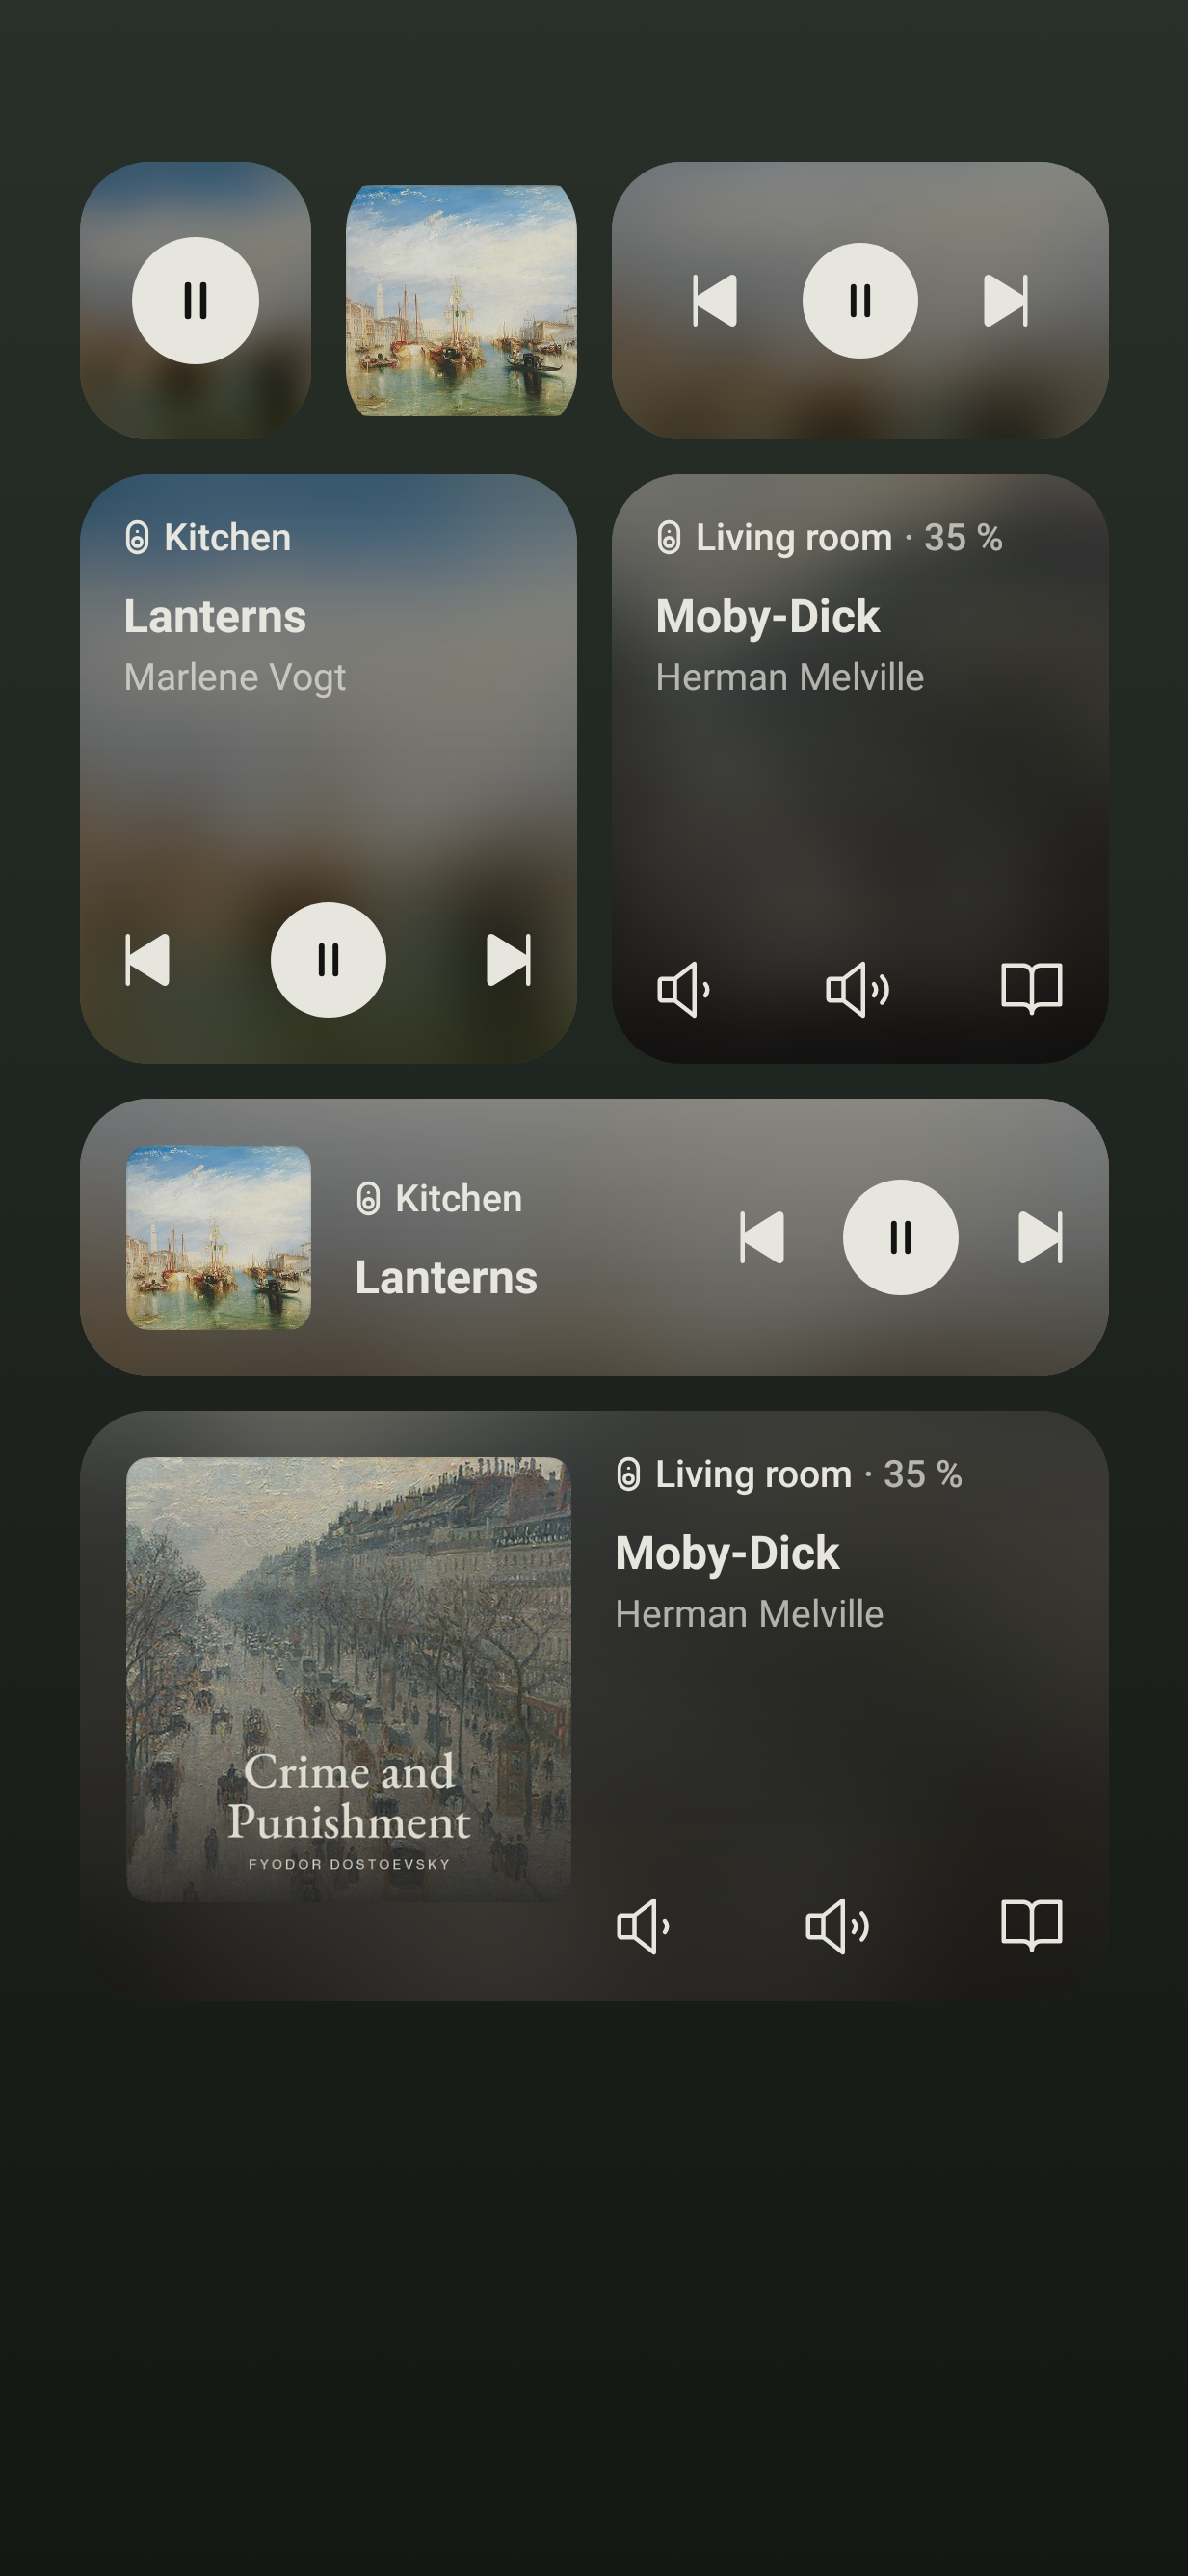 Kitchen
Lanterns
Marlene Vogt
Living room · 35 %
Moby-Dick
Herman Melville
Kitchen
Lanterns
Living room · 35 %
Moby-Dick
Herman Melville
Crime and
Punishment
FYODOR DOSTOEVSKY